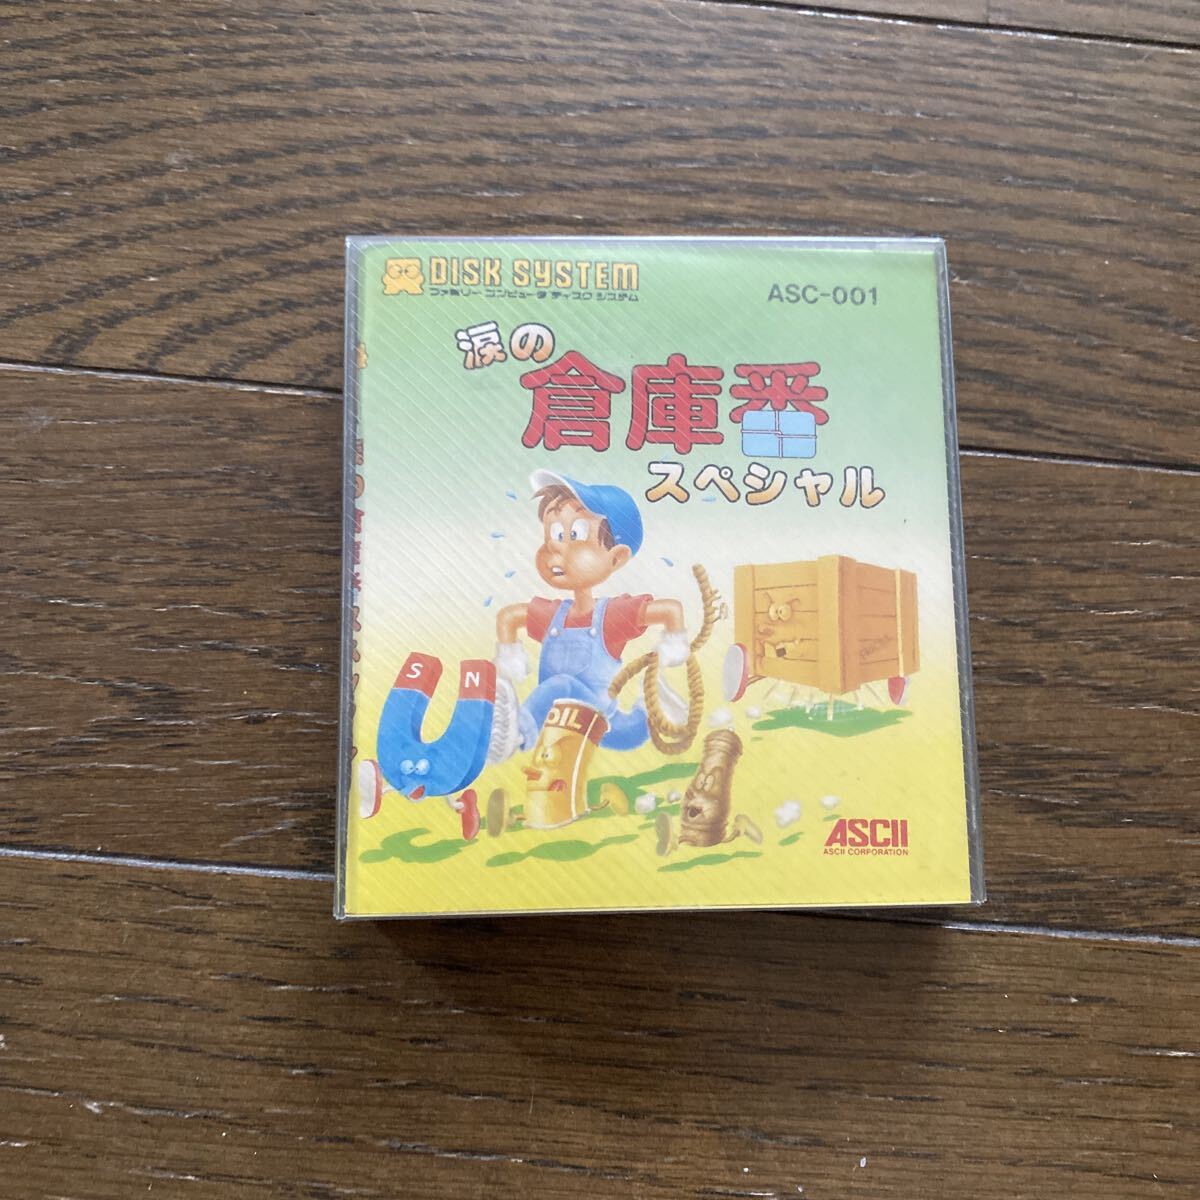 DISK SYSTEM
ファミリー コンピュータ ディスク システム
ASC-001
涙の
倉庫番
スペシャル
S N
OIL
ASCII
ASCII CORPORATION